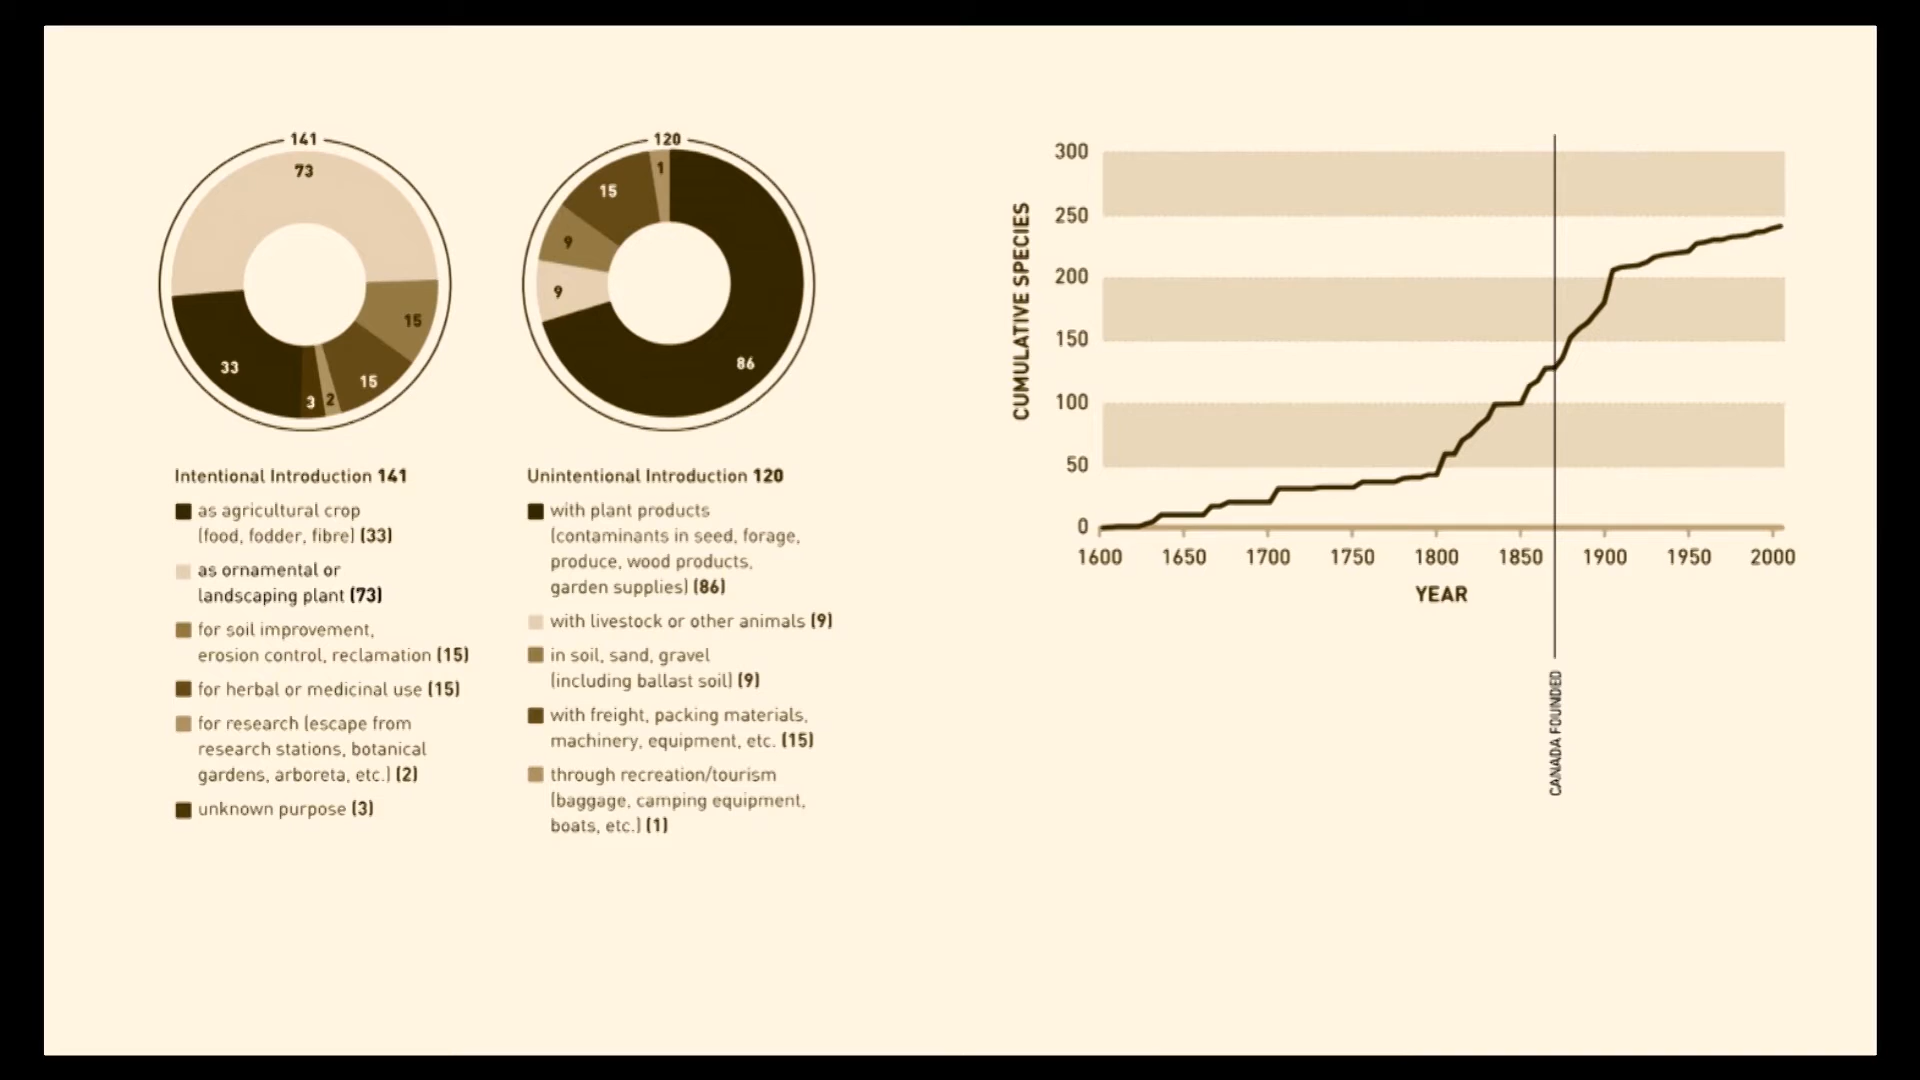 141
73
15
15
2
3
33
120
1
15
9
9
86
Intentional Introduction 141
as agricultural crop
(food, fodder, fibre) (33)
as ornamental or
landscaping plant (73)
for soil improvement,
erosion control, reclamation (15)
for herbal or medicinal use (15)
for research (escape from
research stations, botanical
gardens, arboreta, etc.) (2)
unknown purpose (3)
Unintentional Introduction 120
with plant products
(contaminants in seed, forage,
produce, wood products,
garden supplies) (86)
with livestock or other animals (9)
in soil, sand, gravel
(including ballast soil) (9)
with freight, packing materials,
machinery, equipment, etc. (15)
through recreation/tourism
(baggage, camping equipment,
boats, etc.) (1)
CUMULATIVE SPECIES
300
250
200
150
100
50
0
1600 1650 1700 1750 1800 1850 1900 1950 2000
YEAR
CANADA FOUNDED